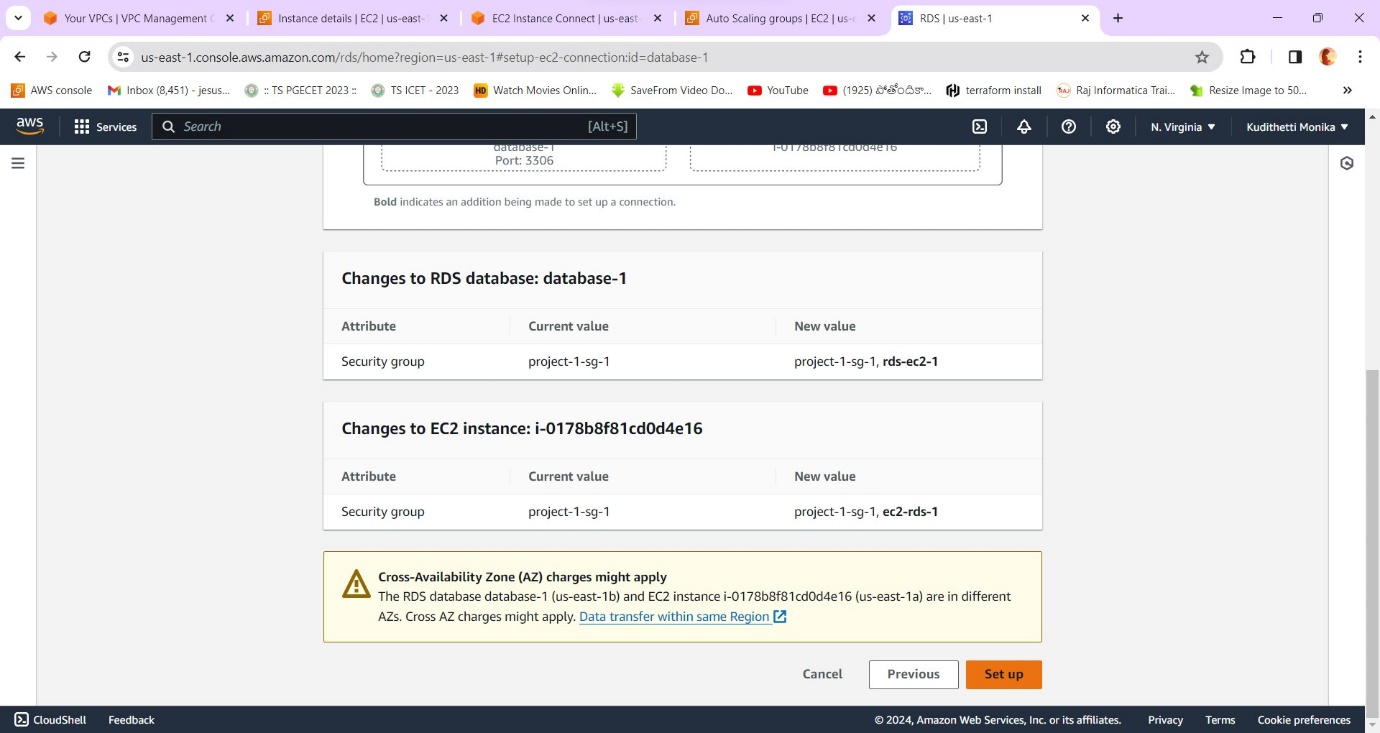 Your VPCs | VPC Management C
Instance details | EC2 | us-east-
EC2 Instance Connect | us-east-
Auto Scaling groups | EC2 | us-e
RDS | us-east-1
us-east-1.console.aws.amazon.com/rds/home?region=us-east-1#setup-ec2-connection:id=database-1
AWS console
Inbox (8,451) - jesus...
:: TS PGECET 2023 ::
TS ICET - 2023
HD Watch Movies Onlin...
SaveFrom Video Do...
YouTube
(1925)
terraform install
Raj Informatica Trai...
Resize Image to 50...
aws
Services
Search
[Alt+S]
N. Virginia
Kudithetti Monika
database-1
Port: 3306
i-0178b8f81cd0d4e16
Bold indicates an addition being made to set up a connection.
Changes to RDS database: database-1
Attribute Current value New value
Security group project-1-sg-1 project-1-sg-1, rds-ec2-1
Changes to EC2 instance: i-0178b8f81cd0d4e16
Attribute Current value New value
Security group project-1-sg-1 project-1-sg-1, ec2-rds-1
Cross-Availability Zone (AZ) charges might apply
The RDS database database-1 (us-east-1b) and EC2 instance i-0178b8f81cd0d4e16 (us-east-1a) are in different
AZs. Cross AZ charges might apply. Data transfer within same Region
Cancel
Previous
Set up
CloudShell
Feedback
© 2024, Amazon Web Services, Inc. or its affiliates.
Privacy
Terms
Cookie preferences